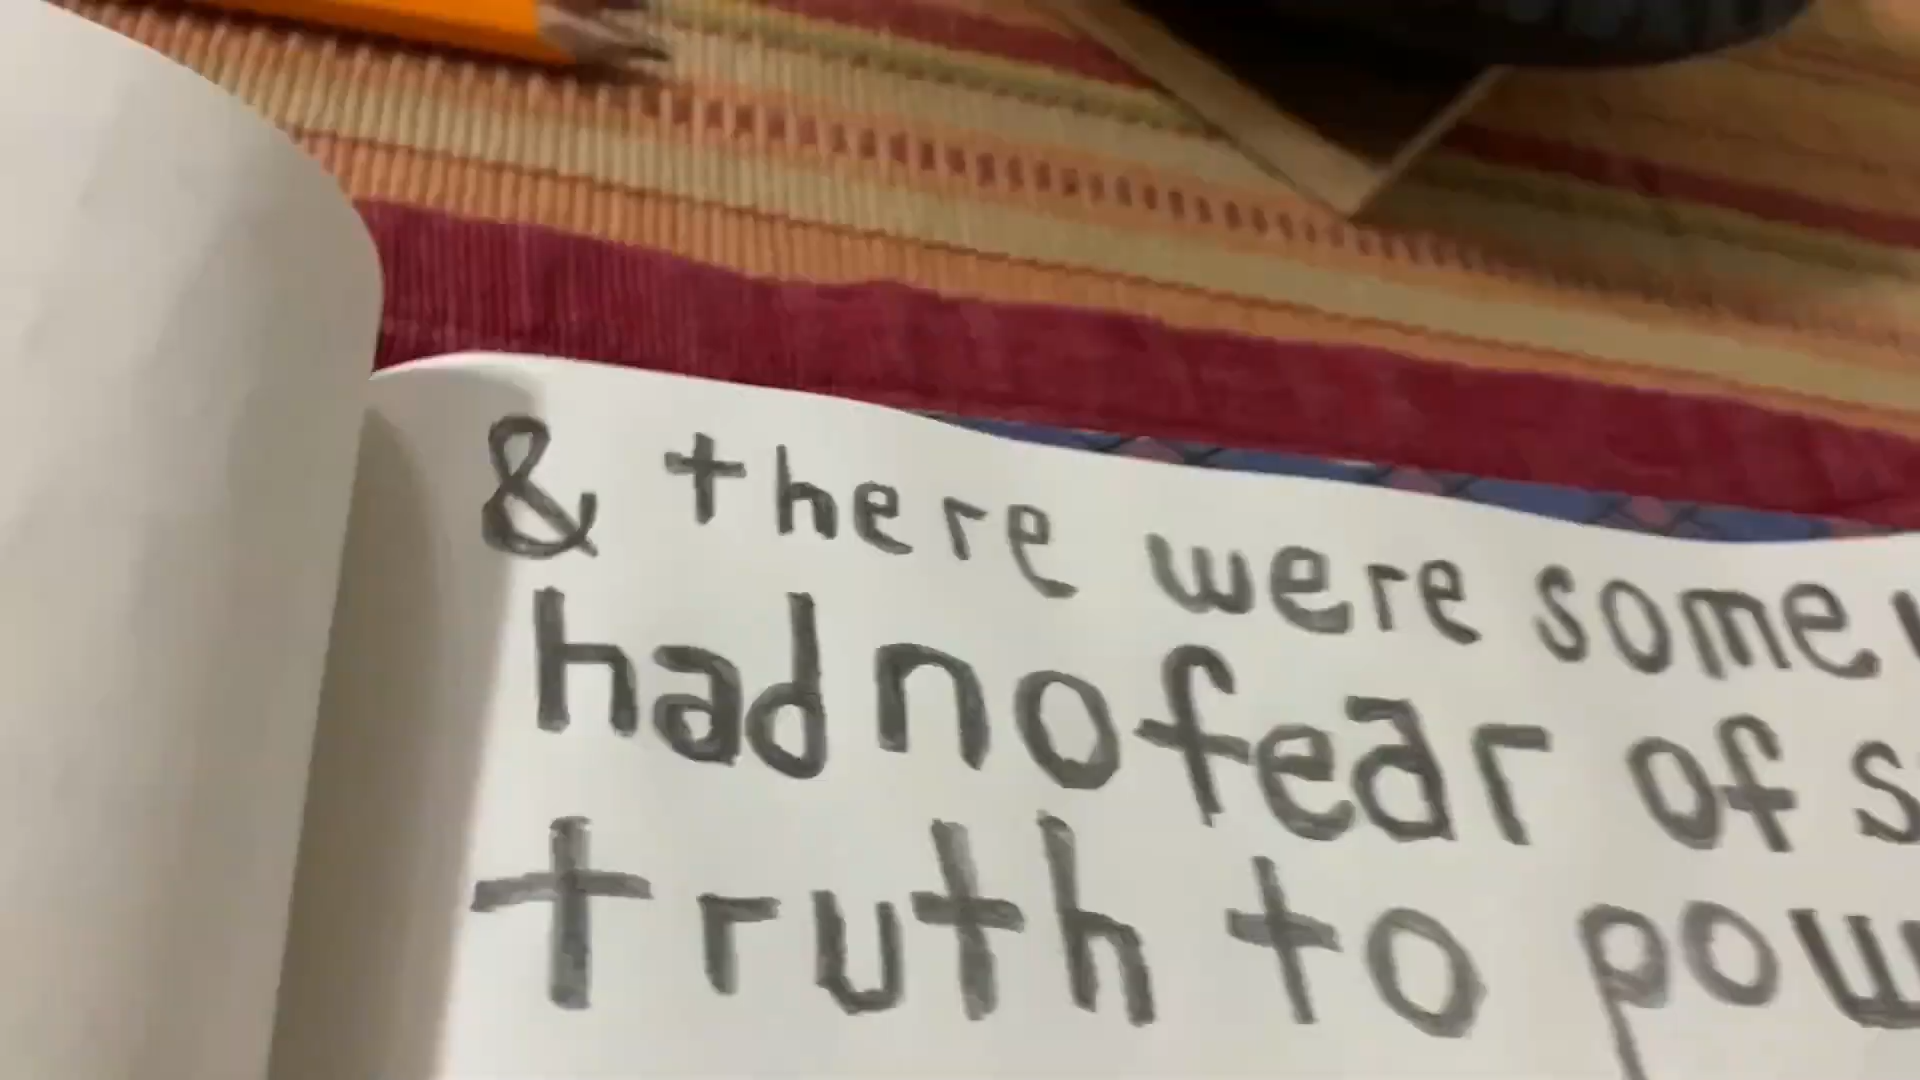 & there were some
had no fear of
truth to